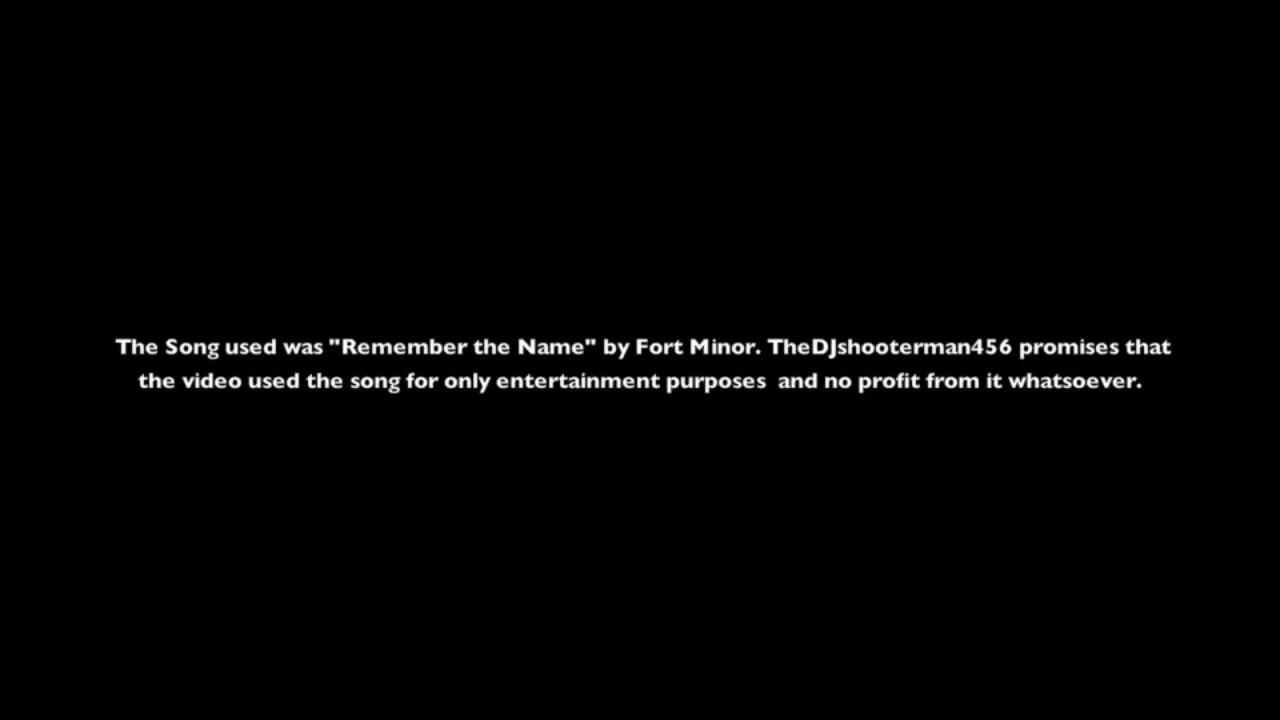 The Song used was "Remember the Name" by Fort Minor. TheDJshooterman456 promises that
the video used the song for only entertainment purposes  and no profit from it whatsoever.